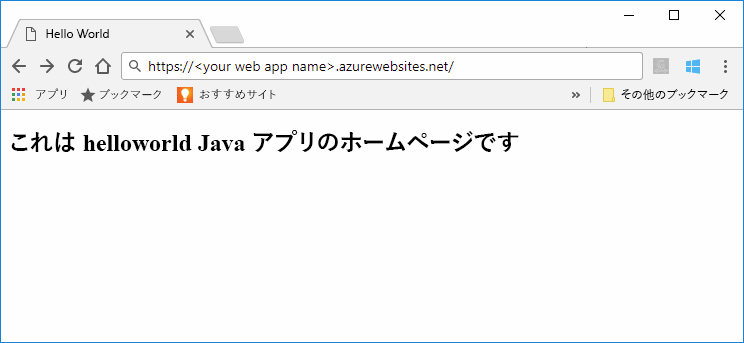 Hello World
https://<your web app name>.azurewebsites.net/
アプリ ブックマーク おすすめサイト » その他のブックマーク
これは helloworld Java アプリのホームページです